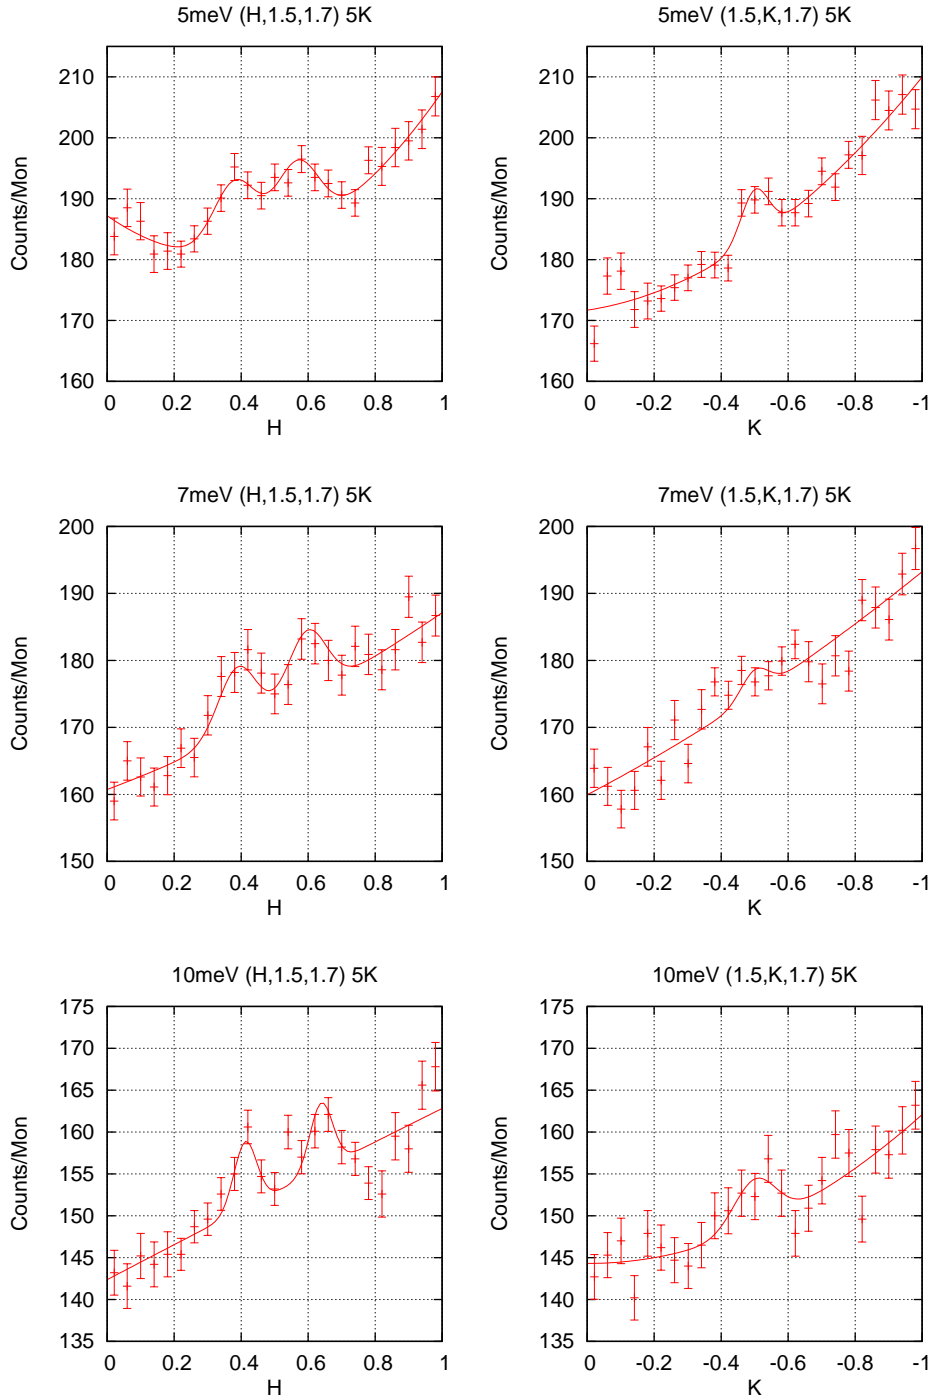 5meV (H,1.5,1.7) 5K
210
200
190
180
170
160
0 0.2 0.4 0.6 0.8 1
H
Counts/Mon
5meV (1.5,K,1.7) 5K
210
200
190
180
170
160
0 -0.2 -0.4 -0.6 -0.8 -1
K
Counts/Mon
7meV (H,1.5,1.7) 5K
200
190
180
170
160
150
0 0.2 0.4 0.6 0.8 1
H
Counts/Mon
7meV (1.5,K,1.7) 5K
200
190
180
170
160
150
0 -0.2 -0.4 -0.6 -0.8 -1
K
Counts/Mon
10meV (H,1.5,1.7) 5K
175
170
165
160
155
150
145
140
135
0 0.2 0.4 0.6 0.8 1
H
Counts/Mon
10meV (1.5,K,1.7) 5K
175
170
165
160
155
150
145
140
135
0 -0.2 -0.4 -0.6 -0.8 -1
K
Counts/Mon